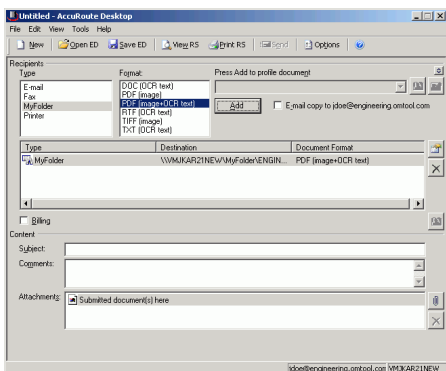 Untitled - AccuRoute Desktop
File Edit View Tools Help
New Open ED Save ED View RS Print RS Send Options
Recipients
Type
E-mail
Fax
MyFolder
Printer
Format:
DOC (OCR text)
PDF (image)
PDF (image+OCR text)
RTF (OCR text)
TIFF (image)
TXT (OCR text)
Press Add to profile document
Add
E-mail copy to jdoe@engineering.omtool.com
Type Destination Document Format
MyFolder \\VMJKAR21NEW\MyFolder\ENGIN... PDF (image+OCR text)
Billing
Content
Subject:
Comments:
Attachments:
Submitted document(s) here
jdoe@engineering.omtool.com VMJKAR21NEW